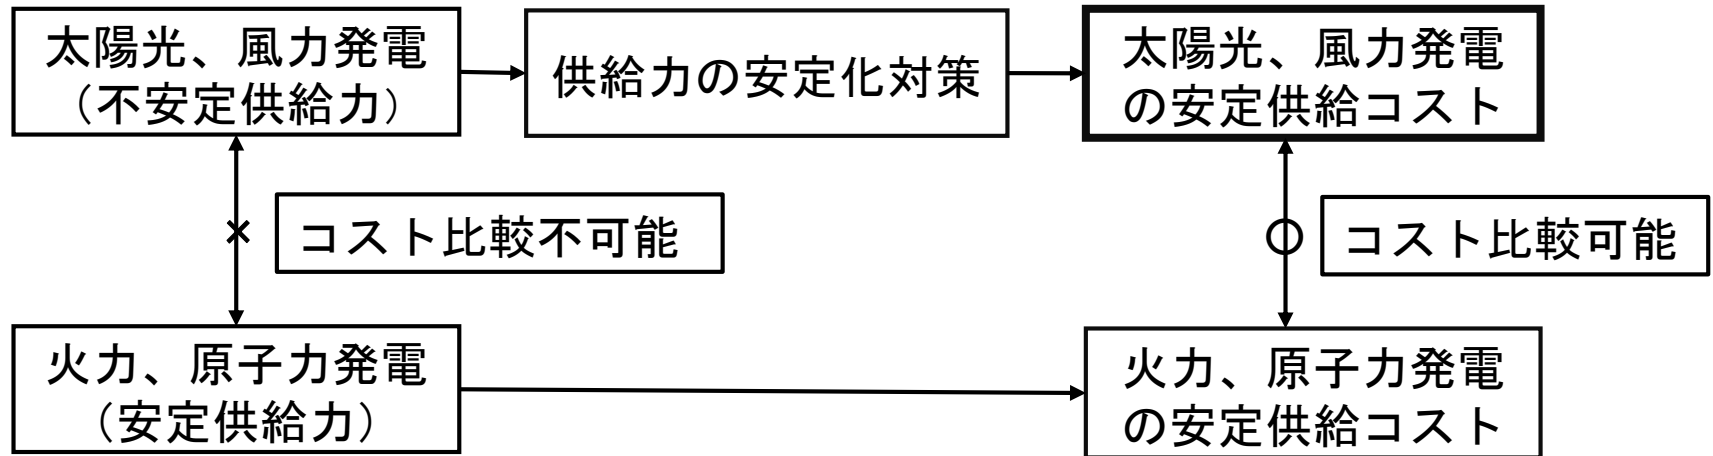 太陽光、風力発電
（不安定供給力）
供給力の安定化対策
太陽光、風力発電
の安定供給コスト
コスト比較不可能
コスト比較可能
火力、原子力発電
（安定供給力）
火力、原子力発電
の安定供給コスト